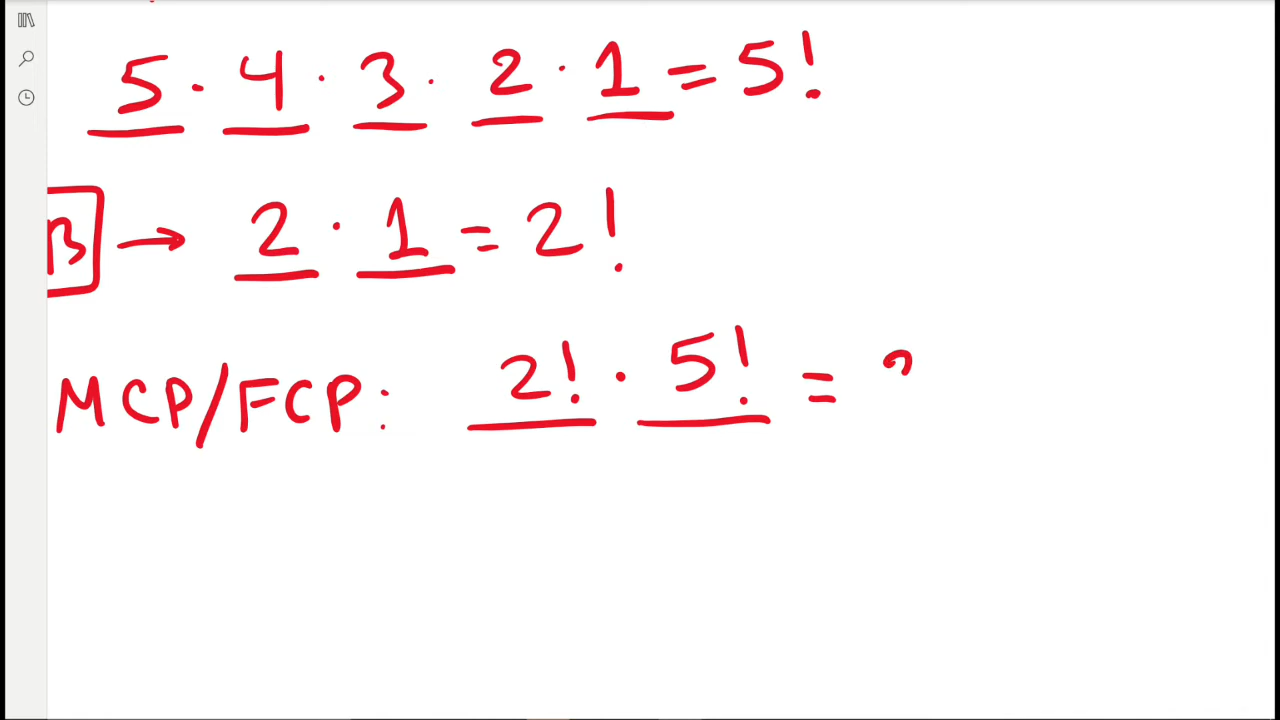 5 · 4 · 3 · 2 · 1 = 5!
B → 2 · 1 = 2!
MCP/FCP: 2! · 5! =